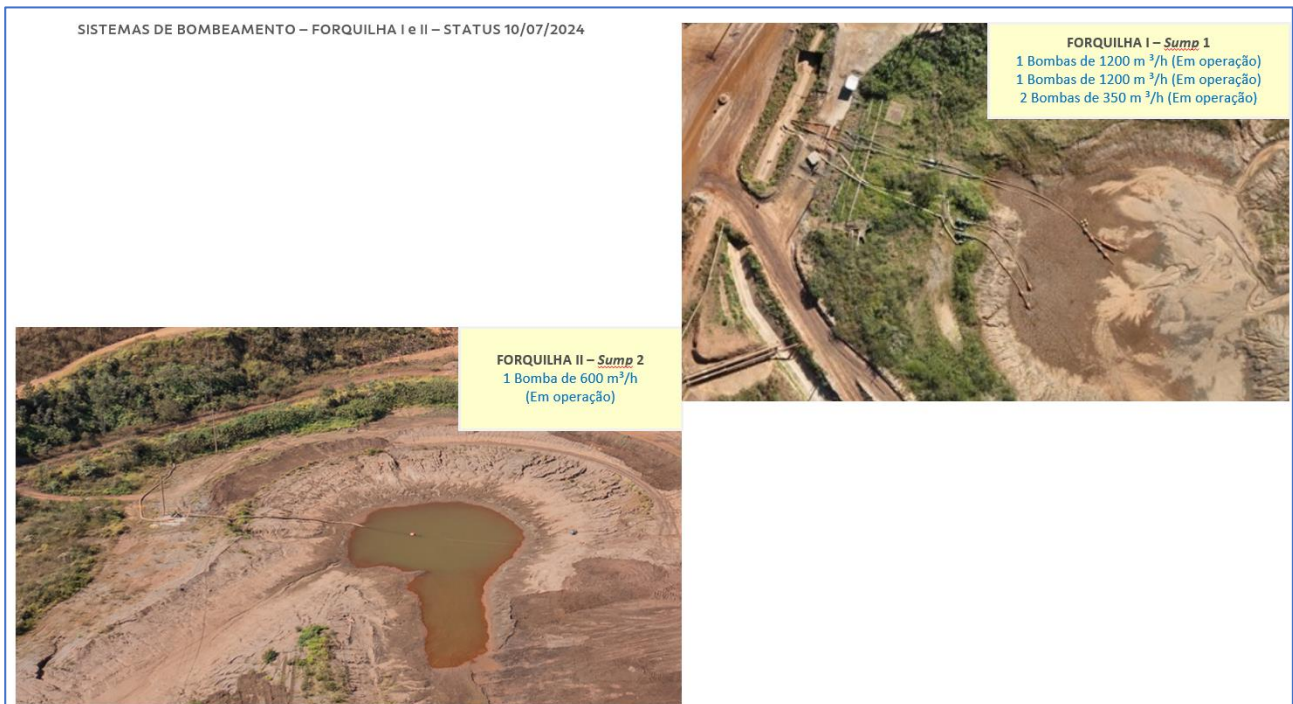 SISTEMAS DE BOMBEAMENTO – FORQUILHA I e II – STATUS 10/07/2024
FORQUILHA I – Sump 1
1 Bombas de 1200 m ³/h (Em operação)
1 Bombas de 1200 m ³/h (Em operação)
2 Bombas de 350 m ³/h (Em operação)
FORQUILHA II – Sump 2
1 Bomba de 600 m³/h
(Em operação)